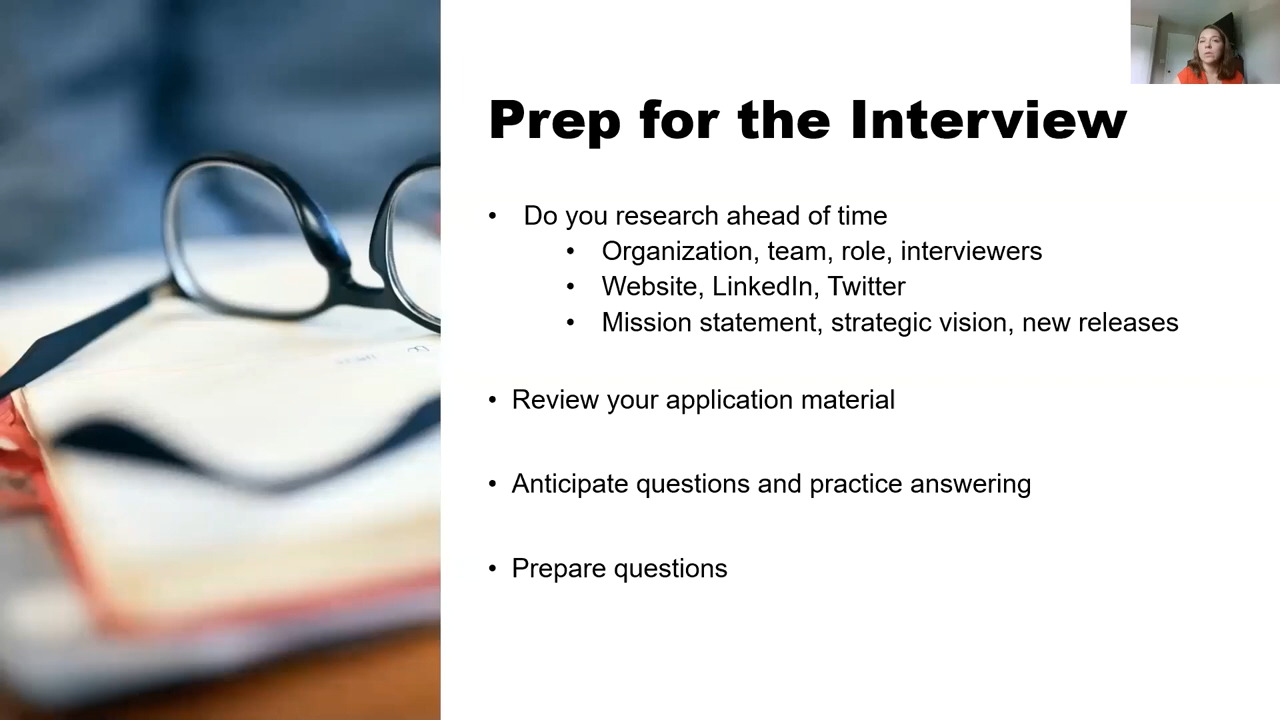 Prep for the Interview
• Do you research ahead of time
• Organization, team, role, interviewers
• Website, LinkedIn, Twitter
• Mission statement, strategic vision, new releases
• Review your application material
• Anticipate questions and practice answering
• Prepare questions